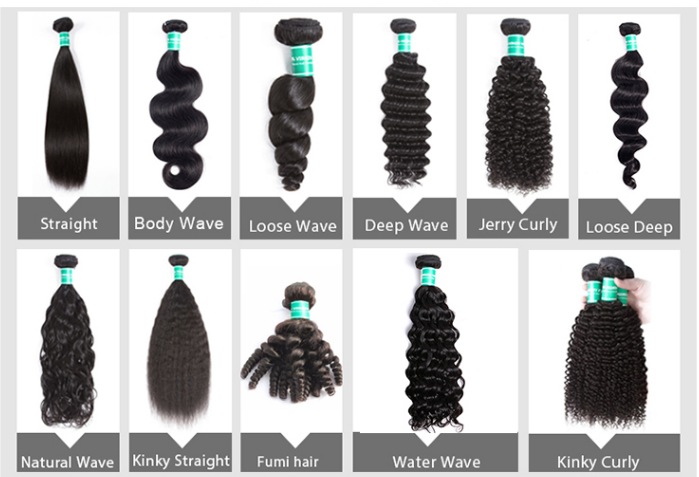 Straight
Body Wave
Loose Wave
Deep Wave
Jerry Curly
Loose Deep
Natural Wave
Kinky Straight
Fumi hair
Water Wave
Kinky Curly